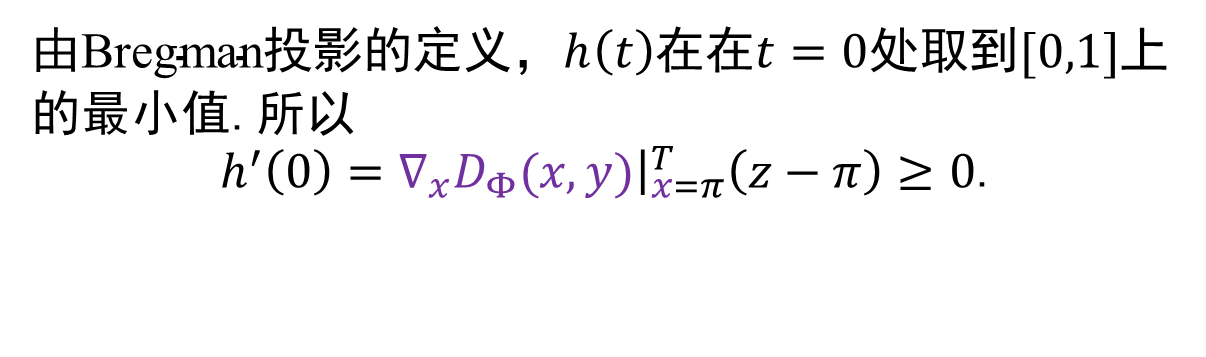 由Bregman投影的定义，h(t)在在t = 0处取到[0,1]上
的最小值. 所以
h′(0) = ∇ₓD_Φ(x, y)|ᵀ_{x=π}(z − π) ≥ 0.